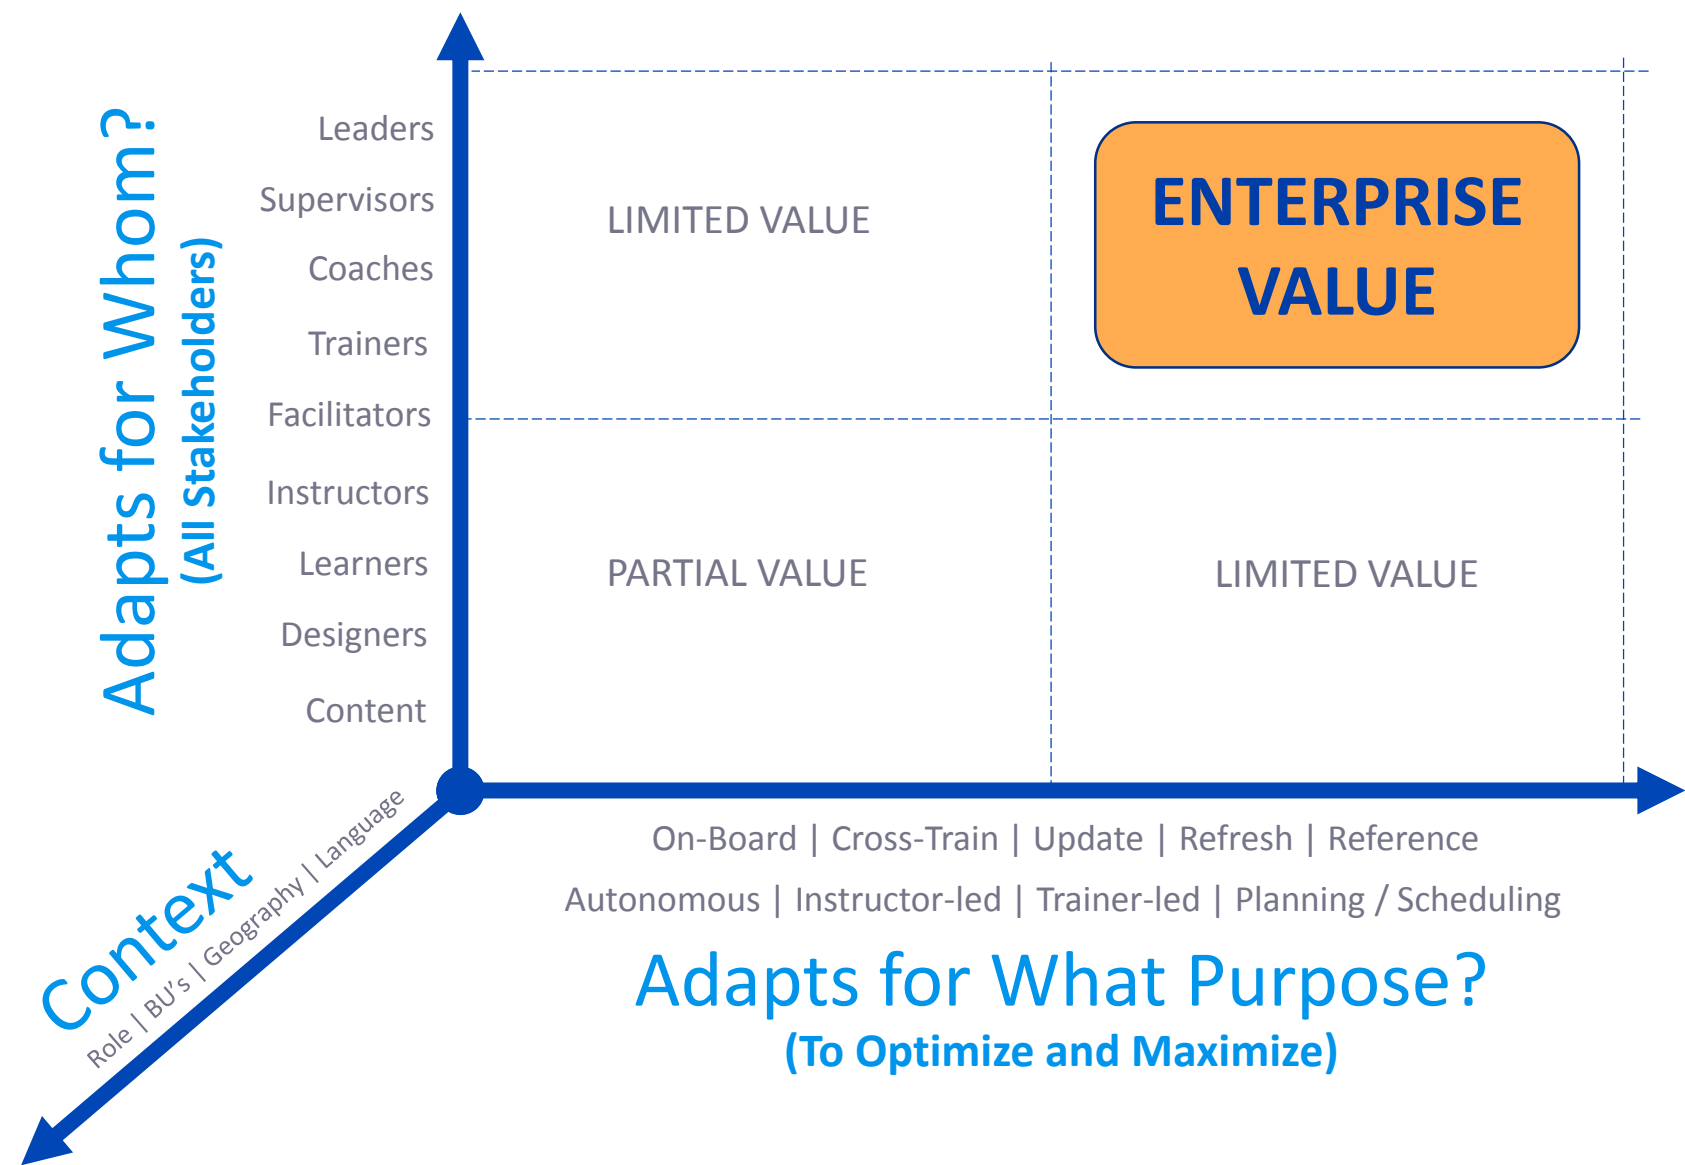 Adapts for Whom?
(All Stakeholders)
Leaders
Supervisors
Coaches
Trainers
Facilitators
Instructors
Learners
Designers
Content
LIMITED VALUE
ENTERPRISE
VALUE
PARTIAL VALUE
LIMITED VALUE
Context
Role | BU's | Geography | Language
On-Board | Cross-Train | Update | Refresh | Reference
Autonomous | Instructor-led | Trainer-led | Planning / Scheduling
Adapts for What Purpose?
(To Optimize and Maximize)